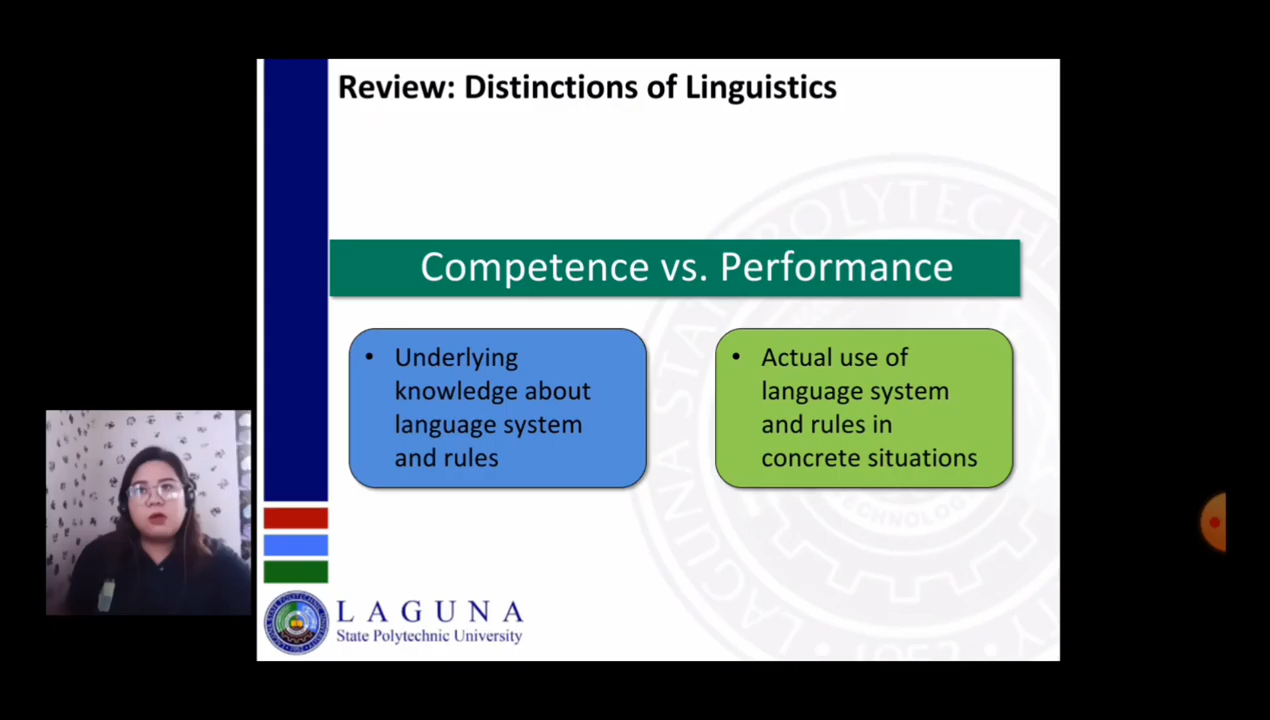 Review: Distinctions of Linguistics
Competence vs. Performance
• Underlying
knowledge about
language system
and rules
• Actual use of
language system
and rules in
concrete situations
LAGUNA
State Polytechnic University